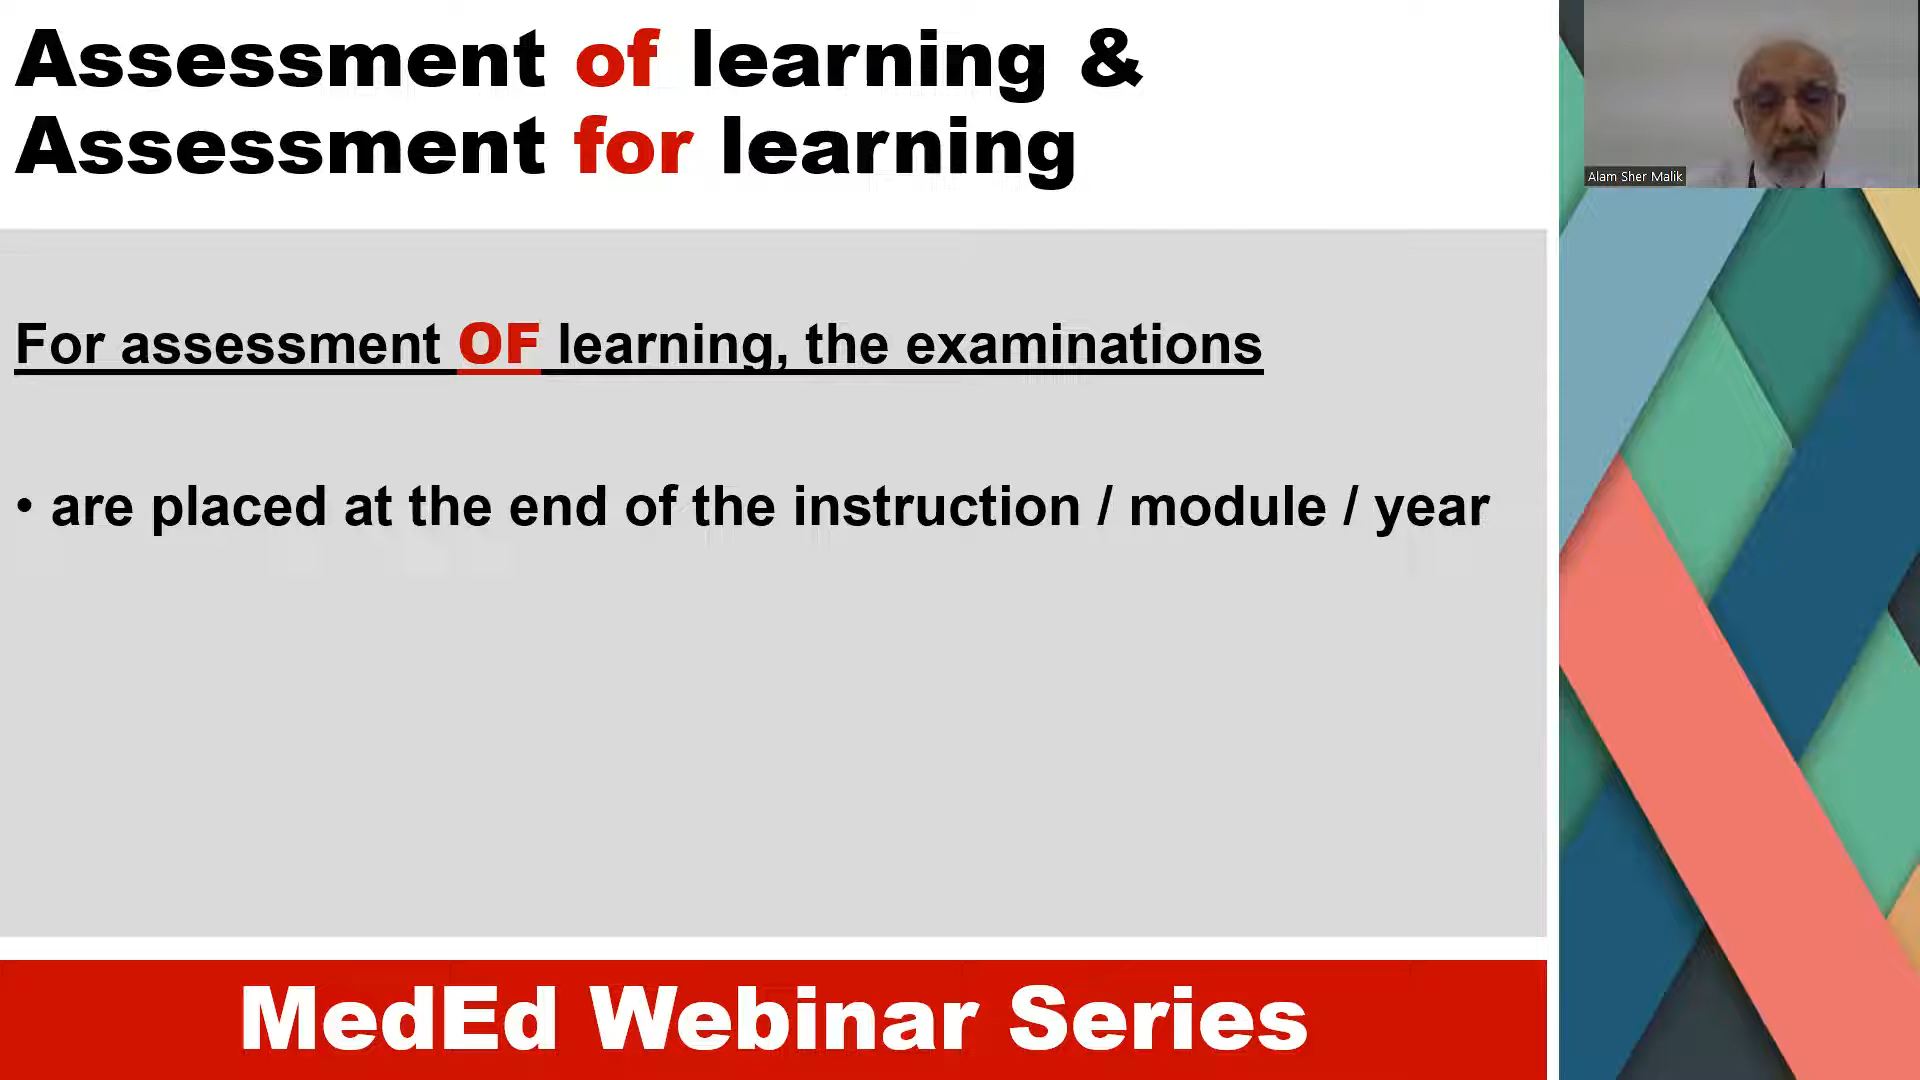 Assessment of learning &
Assessment for learning
Alam Sher Malik
For assessment OF learning, the examinations
• are placed at the end of the instruction / module / year
MedEd Webinar Series